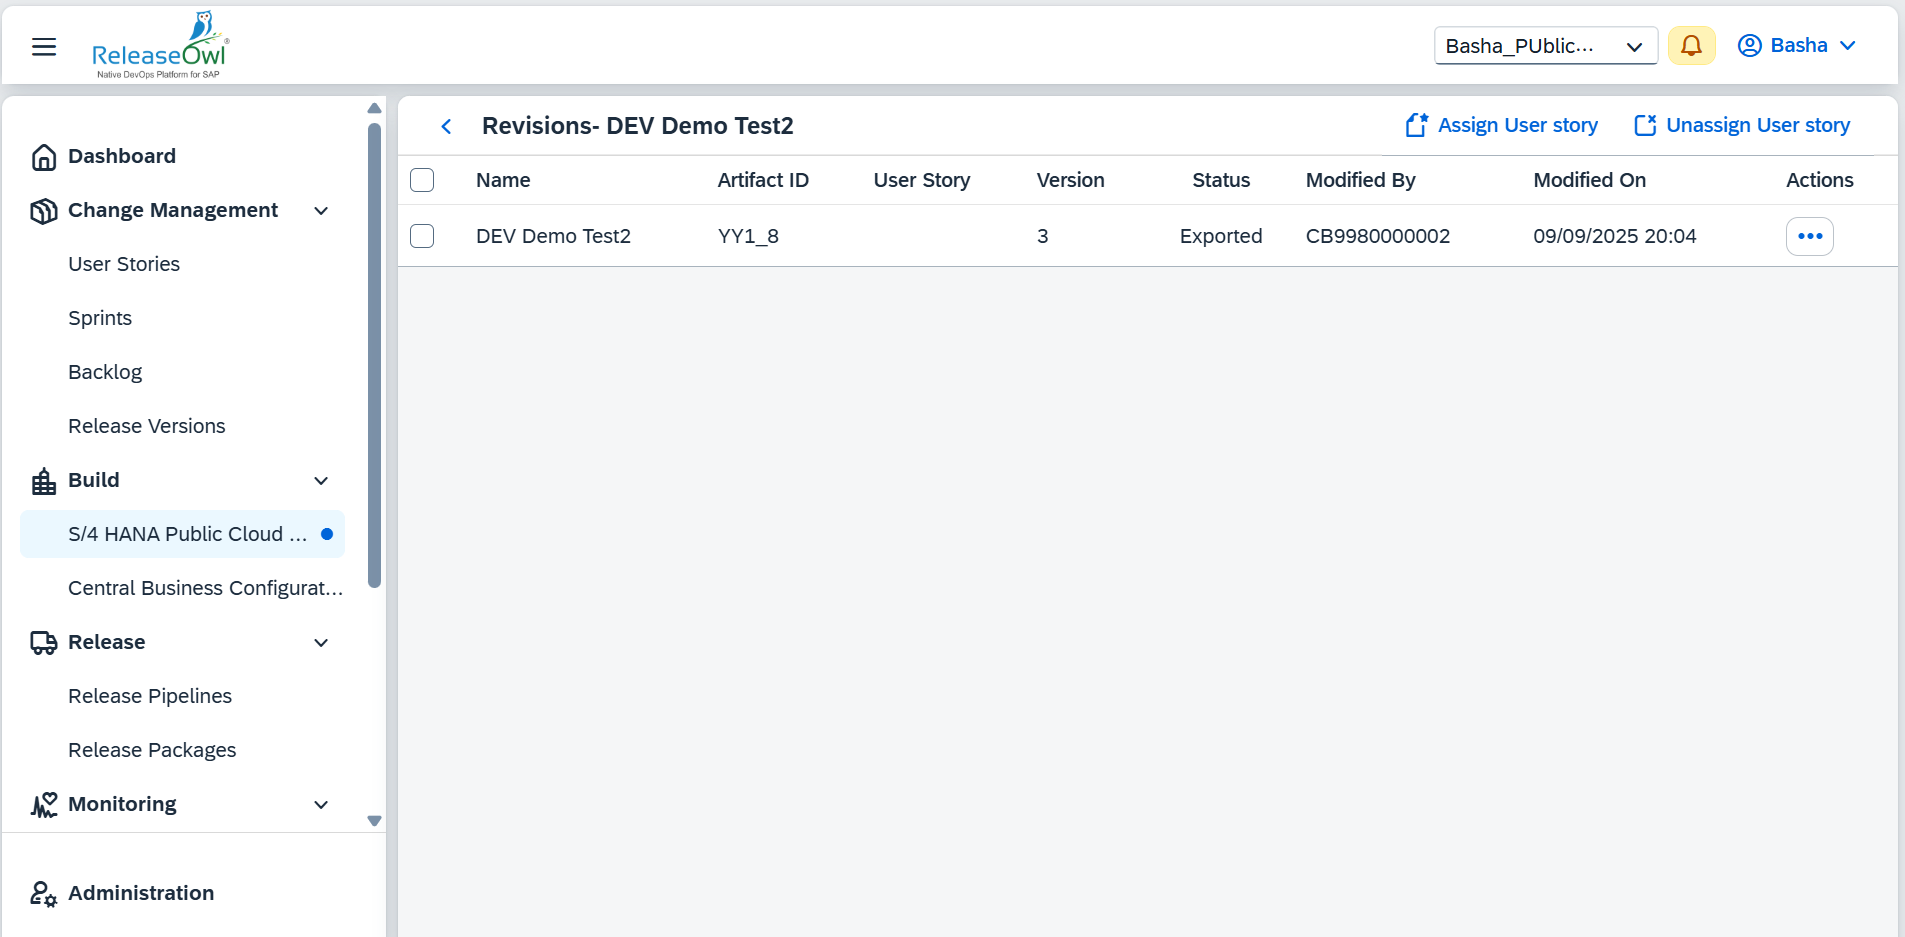 ReleaseOwl®
Native DevOps Platform for SAP
Basha_PUblic...
Basha
Dashboard
Change Management
User Stories
Sprints
Backlog
Release Versions
Build
S/4 HANA Public Cloud ...
Central Business Configurat...
Release
Release Pipelines
Release Packages
Monitoring
Administration
Revisions- DEV Demo Test2
Assign User story
Unassign User story
Name Artifact ID User Story Version Status Modified By Modified On Actions
DEV Demo Test2 YY1_8 3 Exported CB9980000002 09/09/2025 20:04